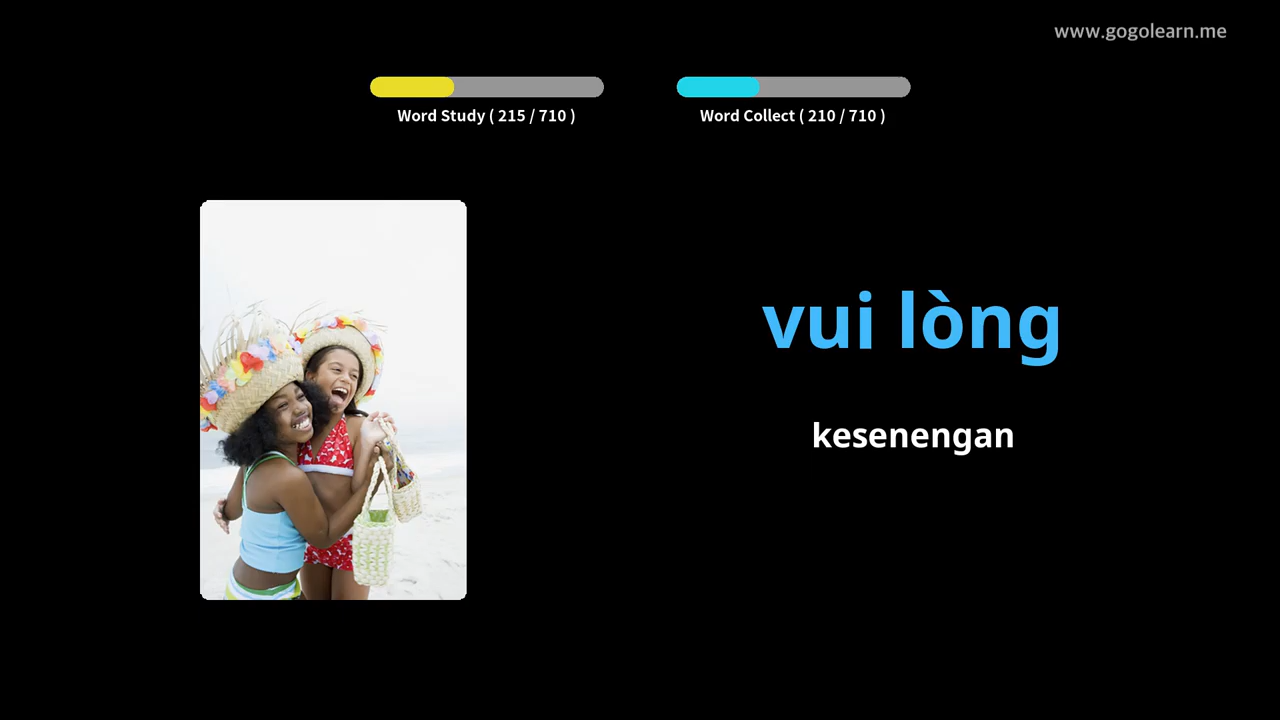 www.gogolearn.me
Word Study ( 215 / 710 )
Word Collect ( 210 / 710 )
vui lòng
kesenengan